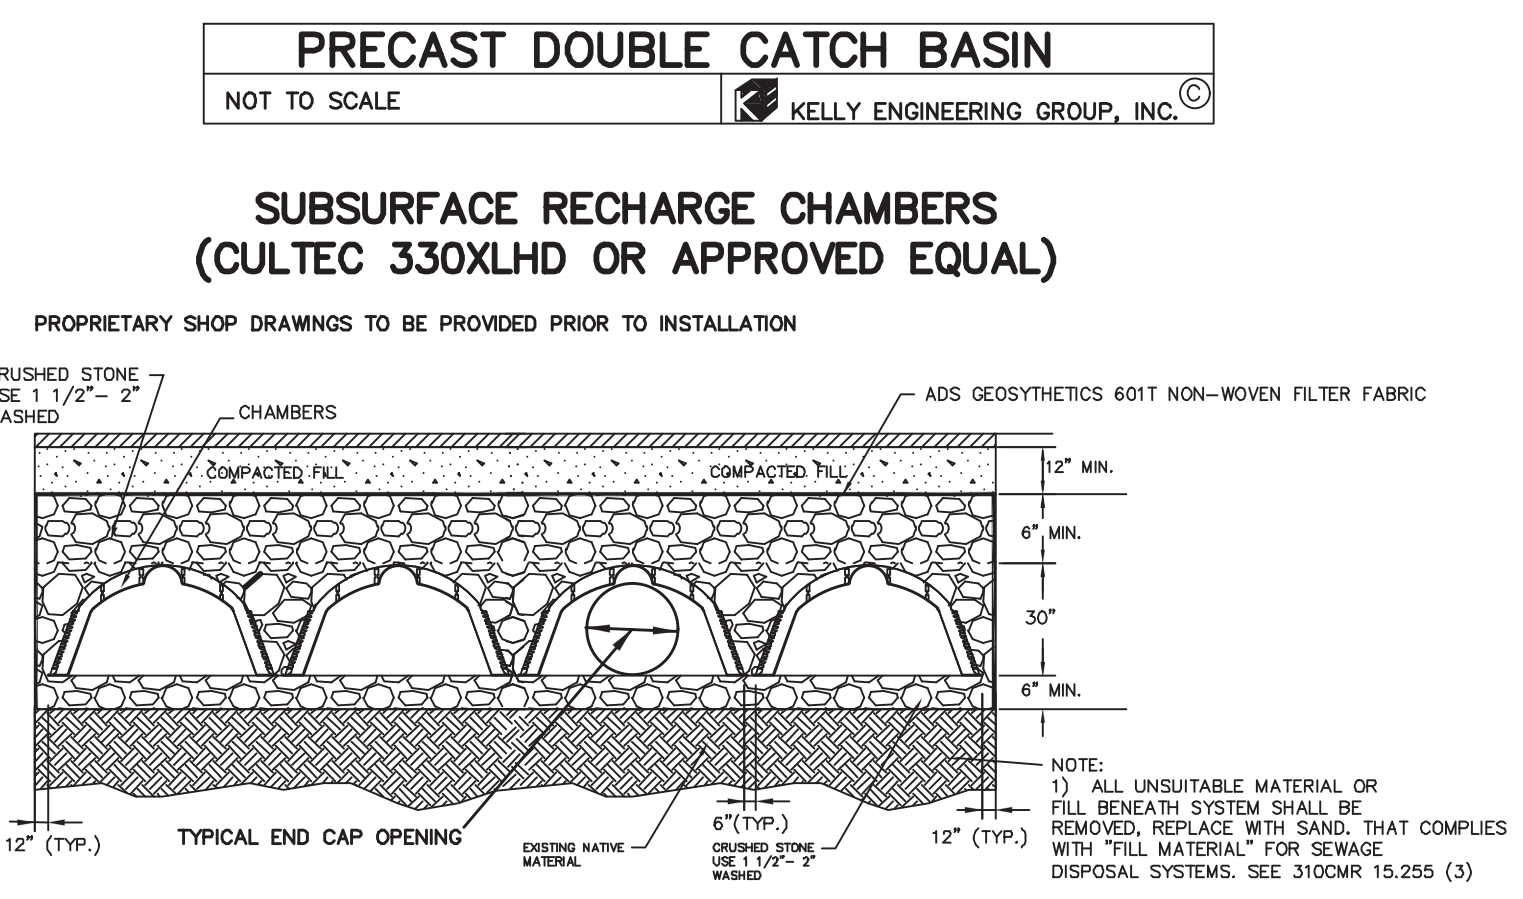 PRECAST DOUBLE CATCH BASIN
NOT TO SCALE
K KELLY ENGINEERING GROUP, INC. ©
SUBSURFACE RECHARGE CHAMBERS
(CULTEC 330XLHD OR APPROVED EQUAL)
PROPRIETARY SHOP DRAWINGS TO BE PROVIDED PRIOR TO INSTALLATION
RUSHED STONE
SE 1 1/2"- 2"
ASHED
CHAMBERS
ADS GEOSYTHETICS 601T NON-WOVEN FILTER FABRIC
COMPACTED FILL
COMPACTED FILL
12" MIN.
6" MIN.
30"
6" MIN.
12" (TYP.)
TYPICAL END CAP OPENING
EXISTING NATIVE
MATERIAL
6"(TYP.)
CRUSHED STONE
USE 1 1/2"- 2"
WASHED
12" (TYP.)
NOTE:
1) ALL UNSUITABLE MATERIAL OR
FILL BENEATH SYSTEM SHALL BE
REMOVED, REPLACE WITH SAND. THAT COMPLIES
WITH "FILL MATERIAL" FOR SEWAGE
DISPOSAL SYSTEMS. SEE 310CMR 15.255 (3)